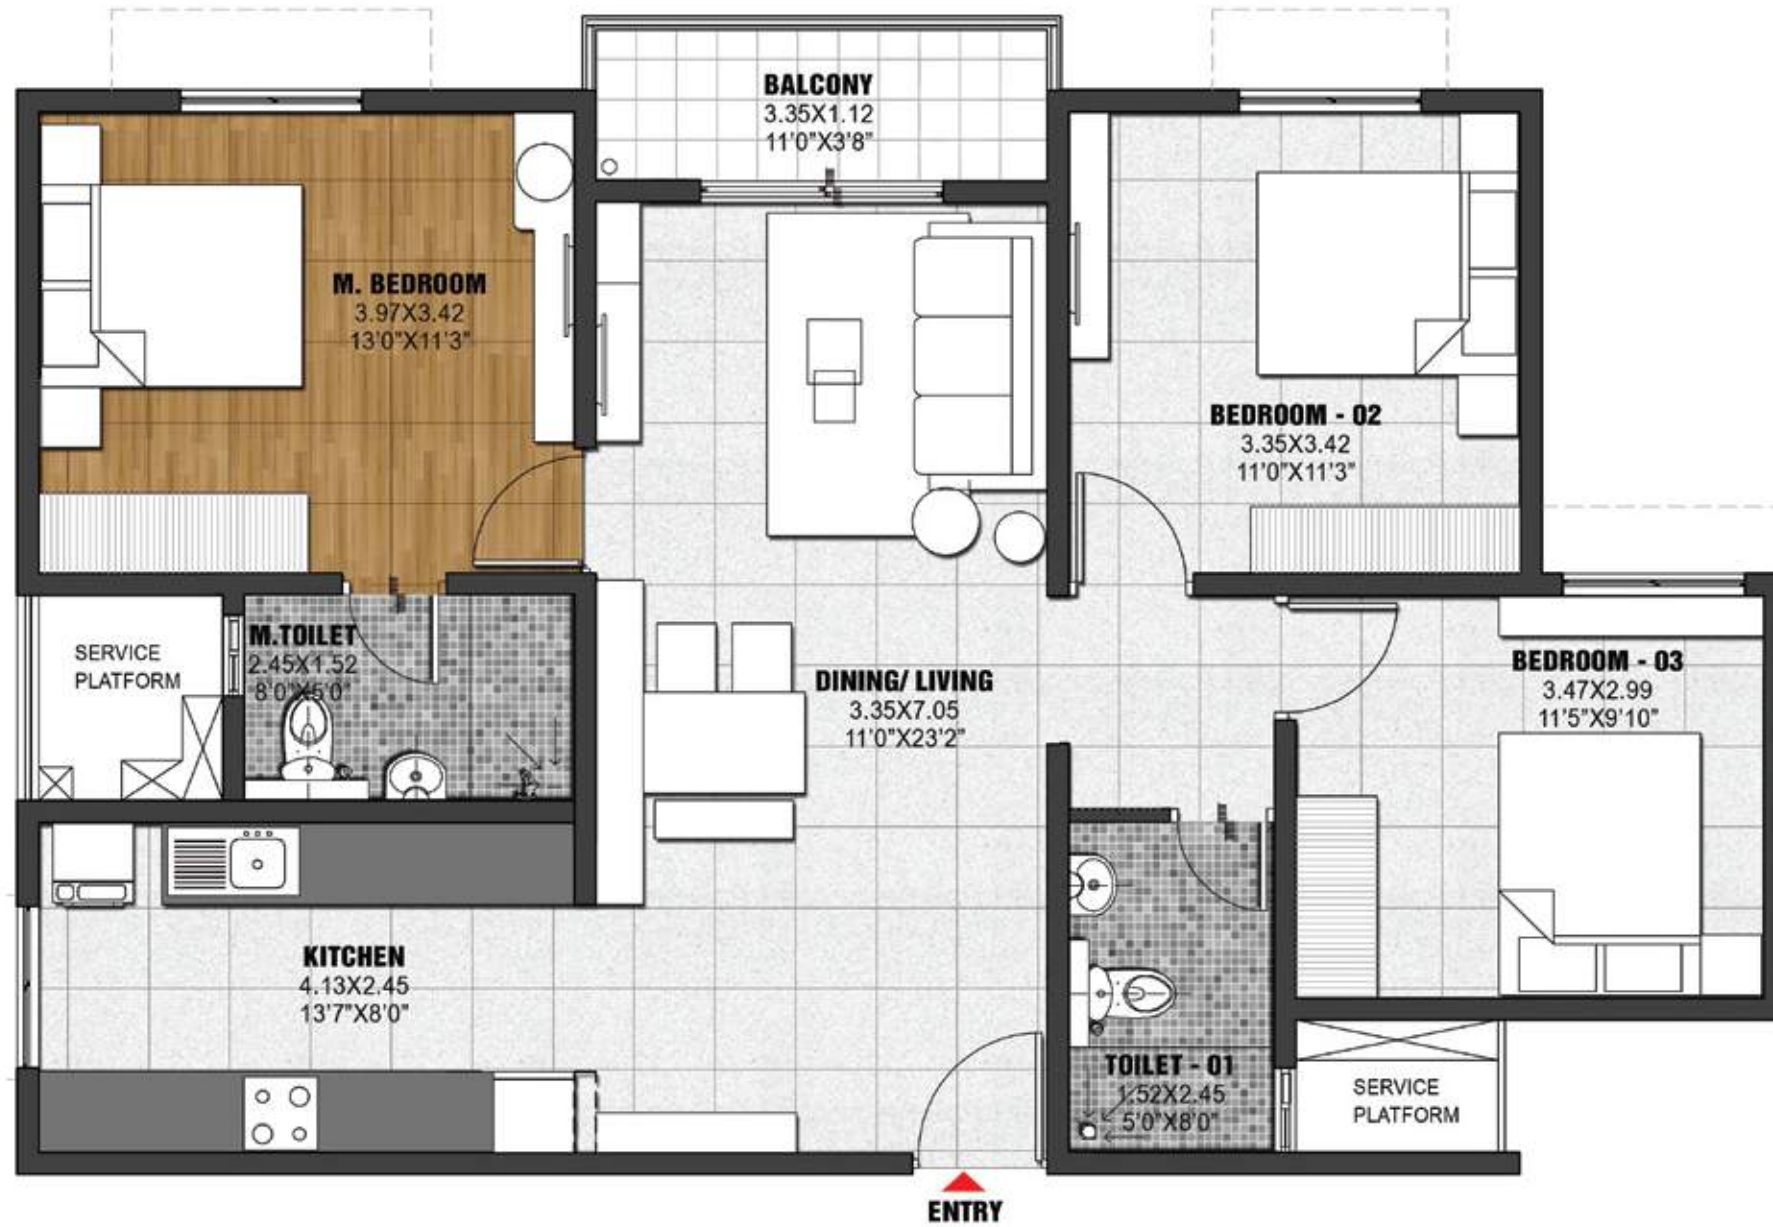 BALCONY
3.35X1.12
11'0"X3'8"
M. BEDROOM
3.97X3.42
13'0"X11'3"
BEDROOM - 02
3.35X3.42
11'0"X11'3"
SERVICE
PLATFORM
M.TOILET
2.45X1.52
8'0"X5'0"
DINING/ LIVING
3.35X7.05
11'0"X23'2"
BEDROOM - 03
3.47X2.99
11'5"X9'10"
KITCHEN
4.13X2.45
13'7"X8'0"
TOILET - 01
1.52X2.45
5'0"X8'0"
SERVICE
PLATFORM
ENTRY